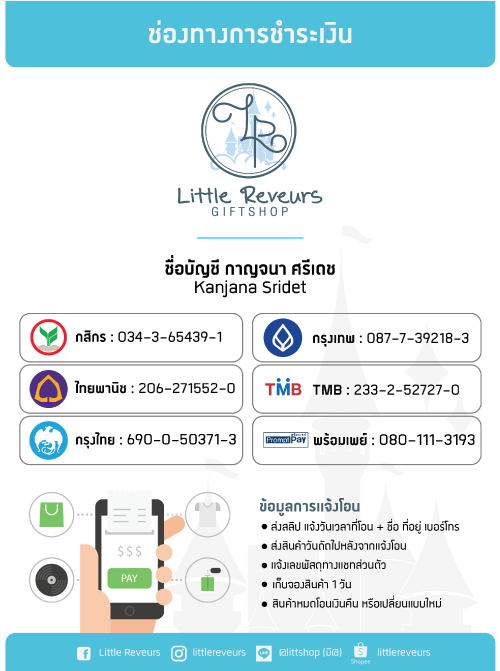 ช่องทางการชำระเงิน
LR
Little Reveurs
GIFTSHOP
ชื่อบัญชี กาญจนา ศรีเดช
Kanjana Sridet
กสิกร : 034-3-65439-1
กรุงเทพ : 087-7-39218-3
ไทยพานิช : 206-271552-0
TMB TMB : 233-2-52727-0
กรุงไทย : 690-0-50371-3
PromptPay พร้อมเพย์ : 080-111-3193
ข้อมูลการแจ้งโอน
● ส่งสลิป แจ้งวันเวลาที่โอน + ชื่อ ที่อยู่ เบอร์โทร
● ส่งสินค้าวันถัดไปหลังจากแจ้งโอน
● แจ้งเลขพัสดุทางแชทส่วนตัว
● เก็บจองสินค้า 1 วัน
● สินค้าหมดโอนเงินคืน หรือเปลี่ยนแบบใหม่
$$$
PAY
Little Reveurs
littlereveurs
LINE
@littshop (มี@)
Shopee
littlereveurs